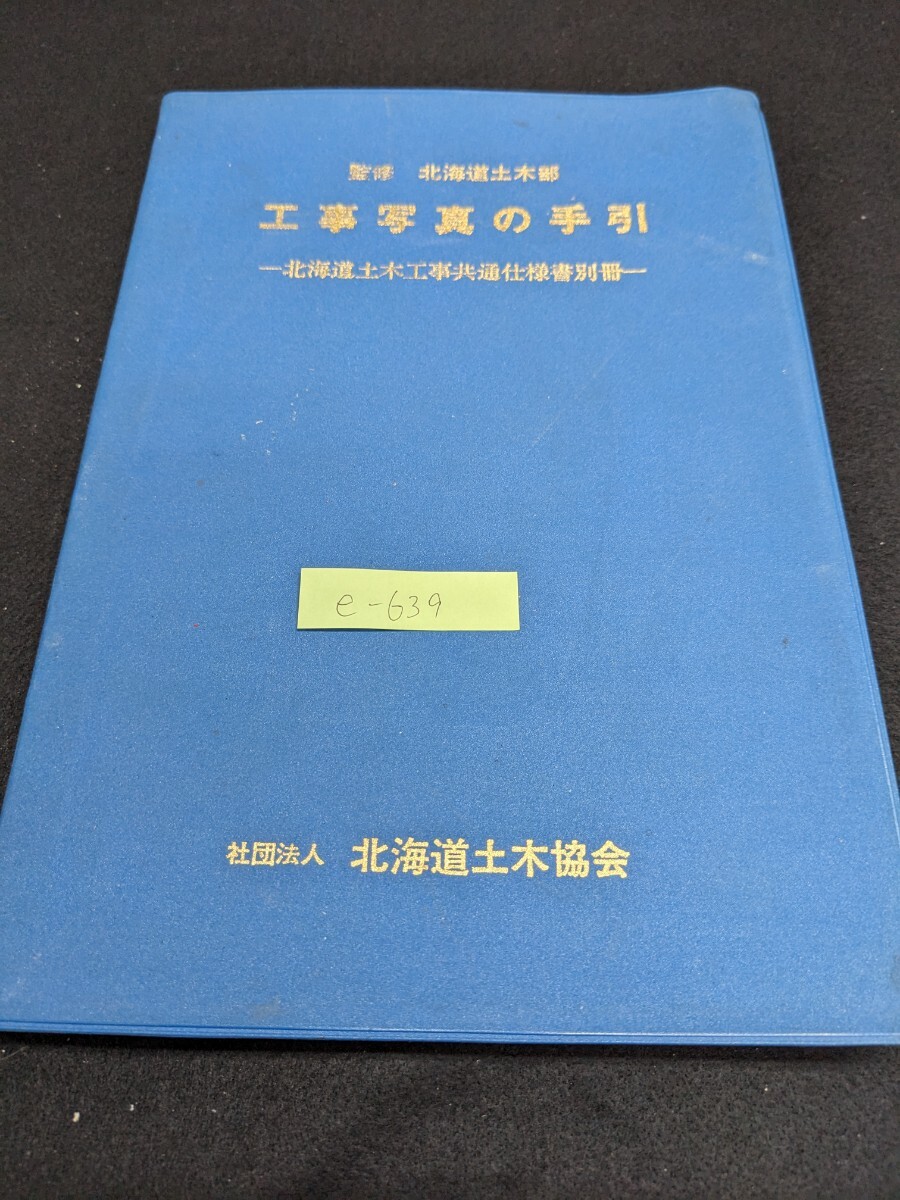 監修 北海道土木部
工事写真の手引
—北海道土木工事共通仕様書別冊—
e-639
社団法人 北海道土木協会